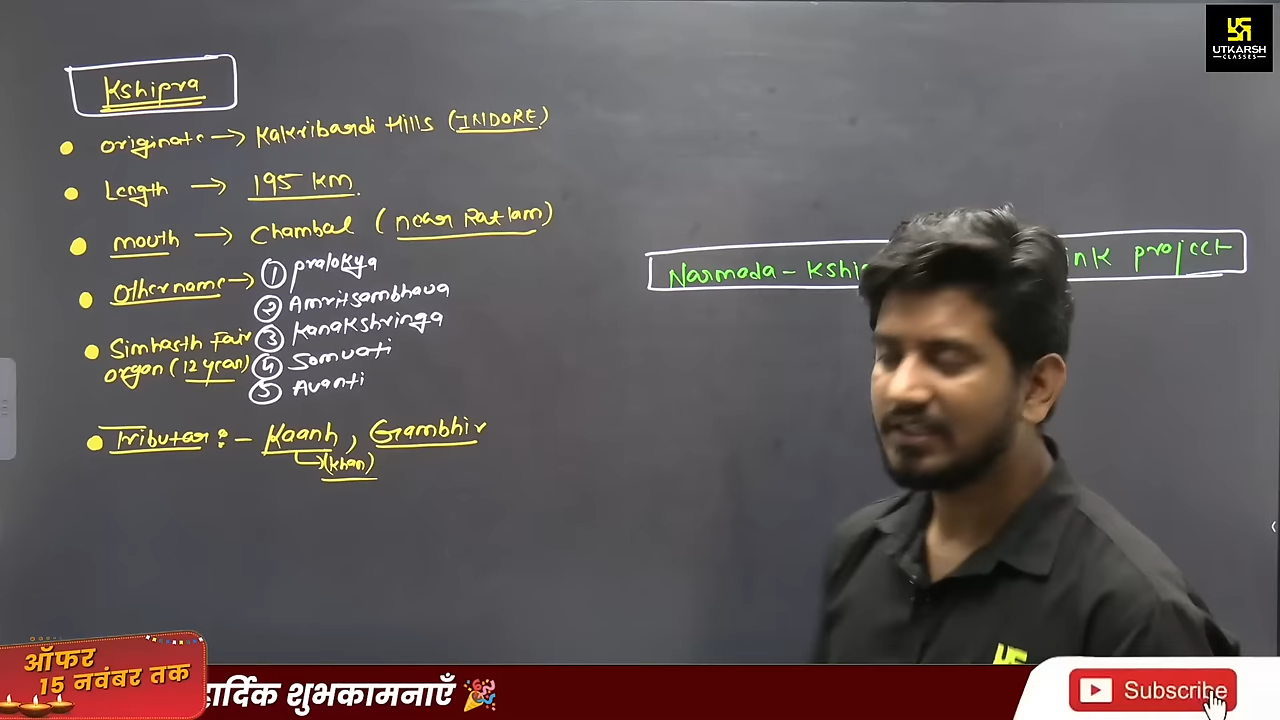 Kshipra
originate → Kakribardi Hills (INDORE)
Length → 195 KM.
mouth → Chambal (near Ratlam)
Other name → ① pralokya
② Amritsambhava
③ Kanakshringa
④ Somvati
⑤ Avanti
Simhasth Fair
organ (12 year)
Tributar :- Kaanh, Gambhir
(khan)
Narmada - Kshi ink project
UTKARSH
CLASSES
ऑफर
15 नवंबर तक
हार्दिक शुभकामनाएँ
Subscribe